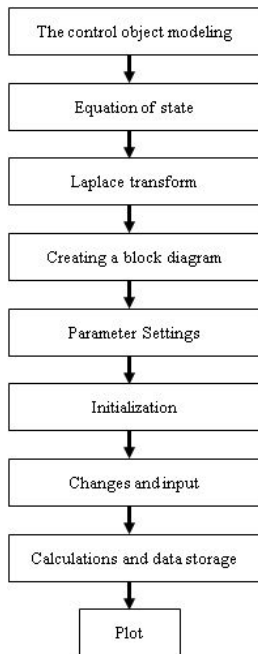 The control object modeling
Equation of state
Laplace transform
Creating a block diagram
Parameter Settings
Initialization
Changes and input
Calculations and data storage
Plot